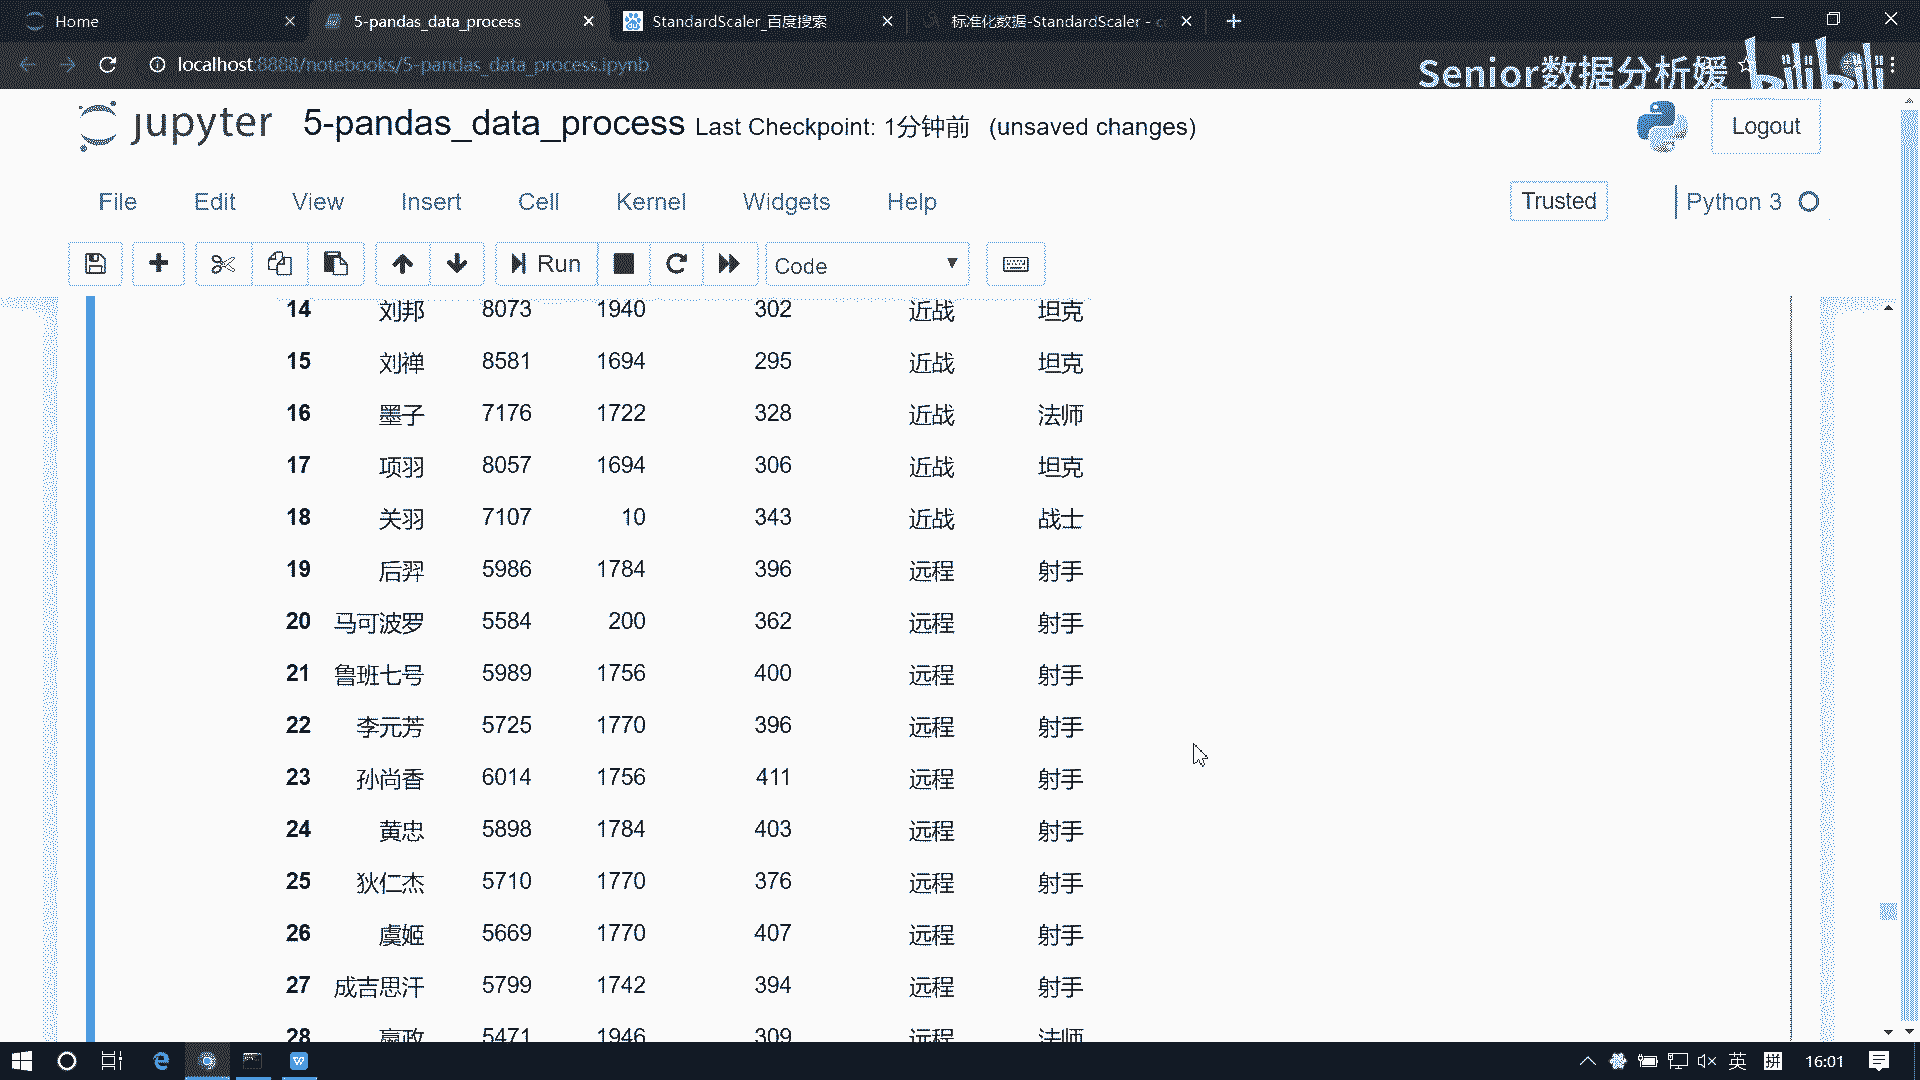 Home
5-pandas_data_process
StandardScaler_百度搜索
标准化数据-StandardScaler - c
localhost:8888/notebooks/5-pandas_data_process.ipynb
Senior数据分析媛 bilibili
jupyter 5-pandas_data_process Last Checkpoint: 1分钟前 (unsaved changes)
Logout
File Edit View Insert Cell Kernel Widgets Help
Trusted Python 3
Run Code
14 刘邦 8073 1940 302 近战 坦克
15 刘禅 8581 1694 295 近战 坦克
16 墨子 7176 1722 328 近战 法师
17 项羽 8057 1694 306 近战 坦克
18 关羽 7107 10 343 近战 战士
19 后羿 5986 1784 396 远程 射手
20 马可波罗 5584 200 362 远程 射手
21 鲁班七号 5989 1756 400 远程 射手
22 李元芳 5725 1770 396 远程 射手
23 孙尚香 6014 1756 411 远程 射手
24 黄忠 5898 1784 403 远程 射手
25 狄仁杰 5710 1770 376 远程 射手
26 虞姬 5669 1770 407 远程 射手
27 成吉思汗 5799 1742 394 远程 射手
28 嬴政 5471 1946 309 远程 法师
英 拼 16:01